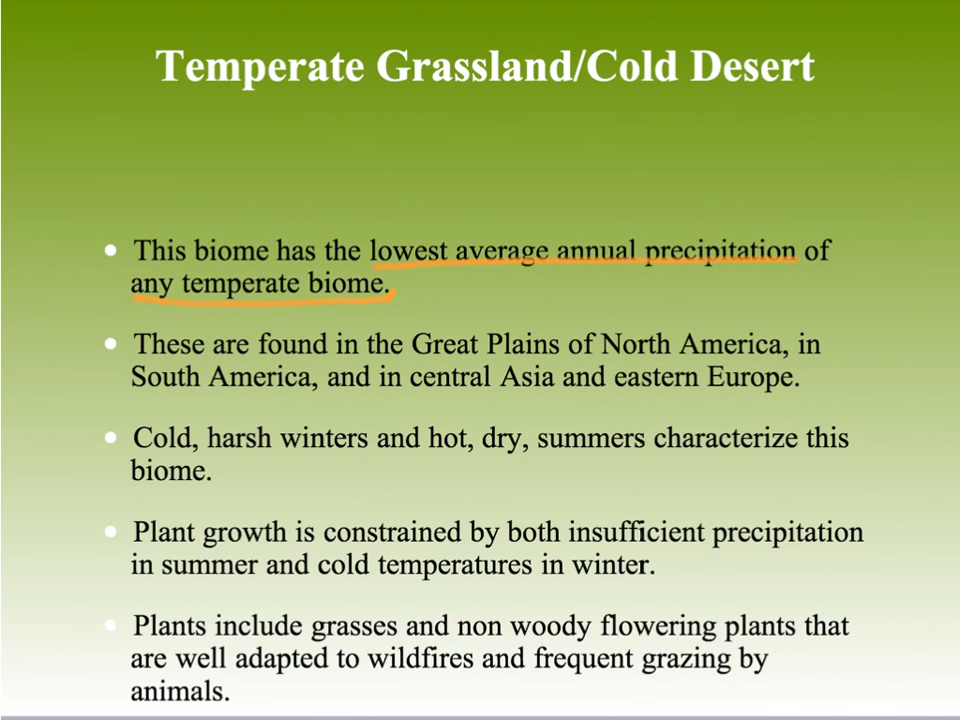 Temperate Grassland/Cold Desert
• This biome has the lowest average annual precipitation of
any temperate biome.
• These are found in the Great Plains of North America, in
South America, and in central Asia and eastern Europe.
• Cold, harsh winters and hot, dry, summers characterize this
biome.
• Plant growth is constrained by both insufficient precipitation
in summer and cold temperatures in winter.
• Plants include grasses and non woody flowering plants that
are well adapted to wildfires and frequent grazing by
animals.